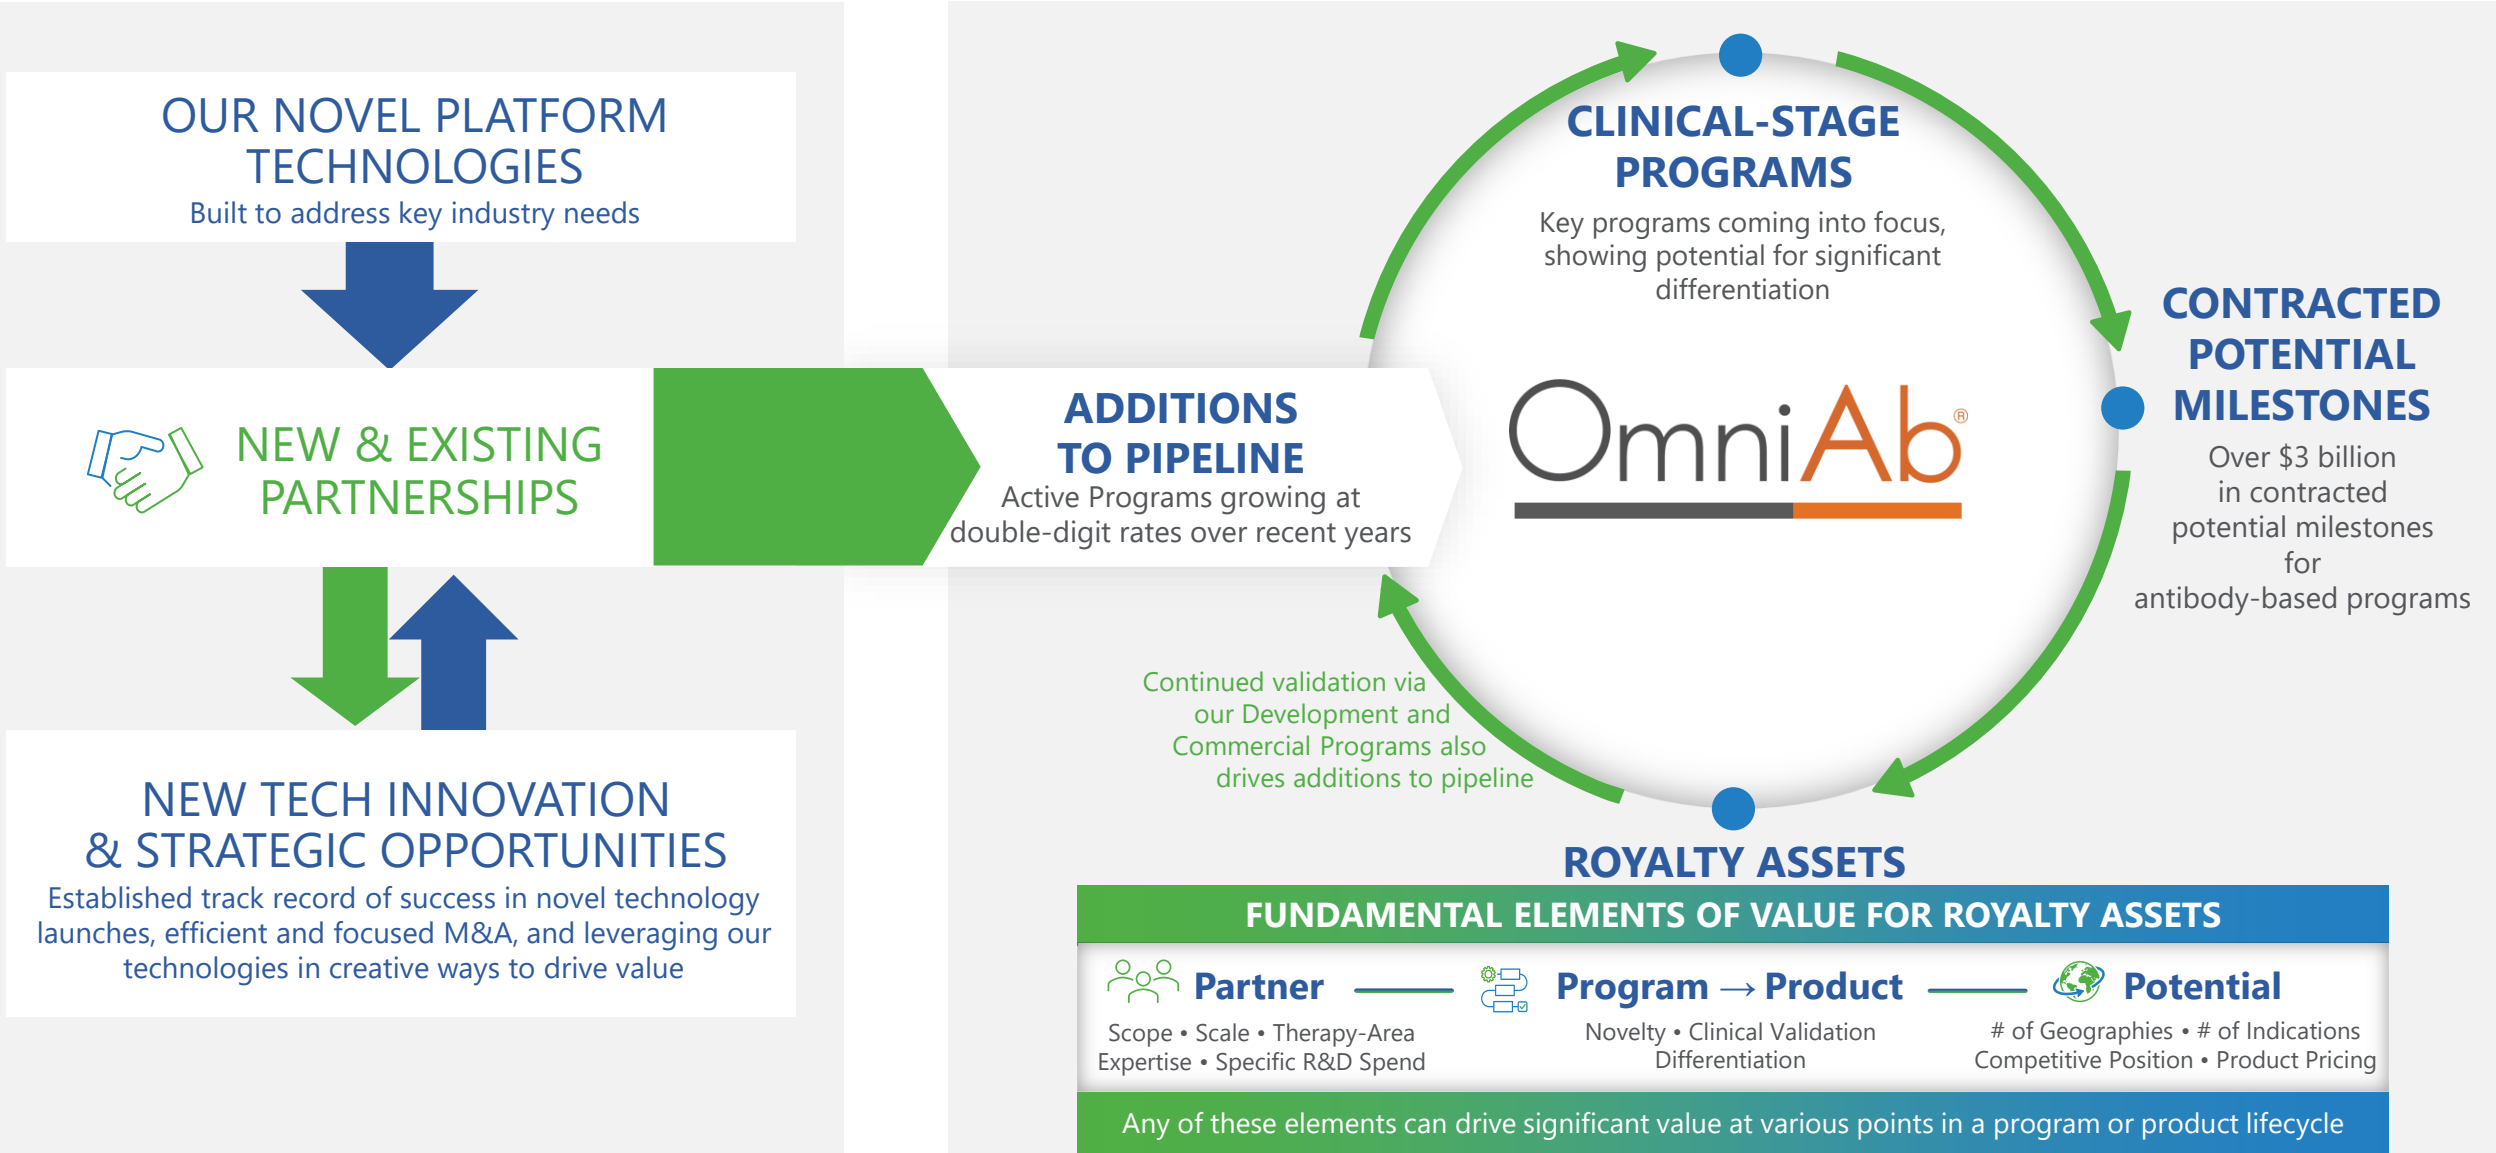 OUR NOVEL PLATFORM
TECHNOLOGIES
Built to address key industry needs
NEW & EXISTING
PARTNERSHIPS
NEW TECH INNOVATION
& STRATEGIC OPPORTUNITIES
Established track record of success in novel technology
launches, efficient and focused M&A, and leveraging our
technologies in creative ways to drive value
ADDITIONS
TO PIPELINE
Active Programs growing at
double-digit rates over recent years
CLINICAL-STAGE
PROGRAMS
Key programs coming into focus,
showing potential for significant
differentiation
OmniAb®
CONTRACTED
POTENTIAL
MILESTONES
Over $3 billion
in contracted
potential milestones
for
antibody-based programs
Continued validation via
our Development and
Commercial Programs also
drives additions to pipeline
ROYALTY ASSETS
FUNDAMENTAL ELEMENTS OF VALUE FOR ROYALTY ASSETS
Partner
Scope • Scale • Therapy-Area
Expertise • Specific R&D Spend
Program → Product
Novelty • Clinical Validation
Differentiation
Potential
# of Geographies • # of Indications
Competitive Position • Product Pricing
Any of these elements can drive significant value at various points in a program or product lifecycle